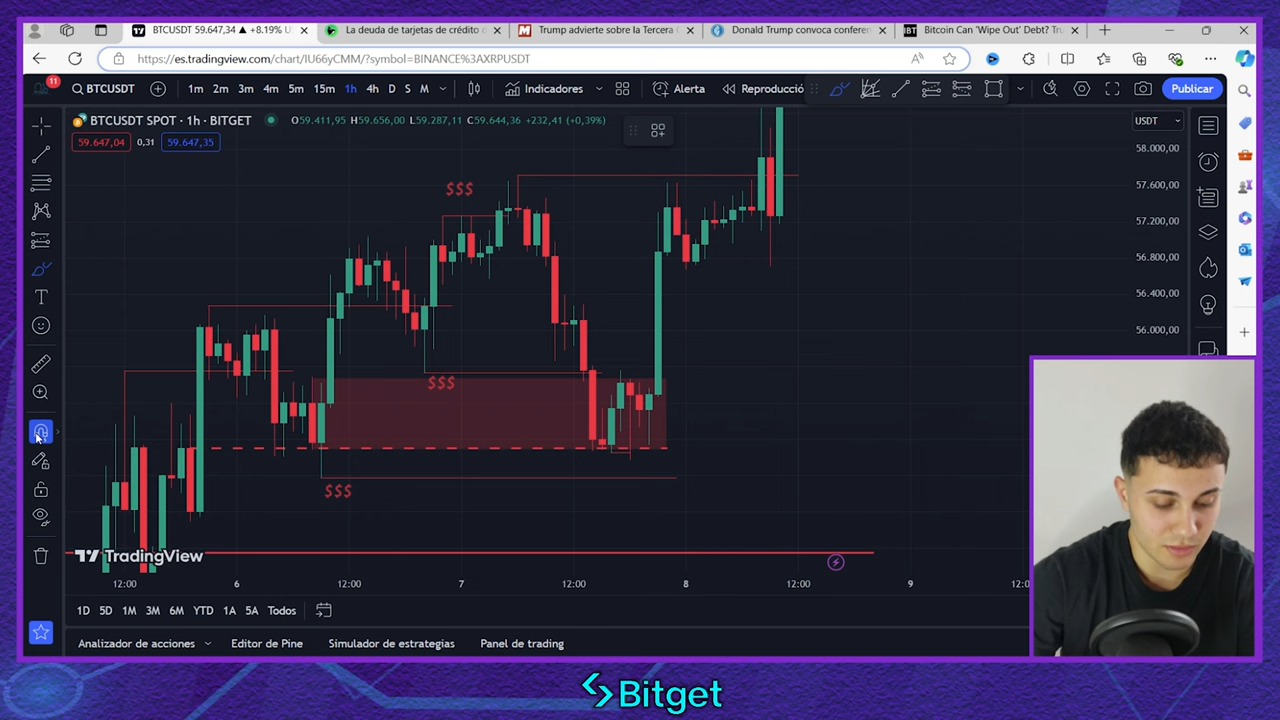 BTCUSDT 59.647,34 ▲ +8.19% U
La deuda de tarjetas de crédito d
Trump advierte sobre la Tercera
Donald Trump convoca conferen
IBT
Bitcoin Can 'Wipe Out' Debt? Tru
https://es.tradingview.com/chart/IU66yCMM/?symbol=BINANCE%3AXRPUSDT
11
BTCUSDT
1m 2m 3m 4m 5m 15m 1h 4h D S M
Indicadores
Alerta
Reproducció
Publicar
BTCUSDT SPOT · 1h · BITGET
O59.411,95 H59.656,00 L59.287,11 C59.644,36 +232,41 (+0,39%)
USDT
59.647,04 0,31 59.647,35
58.000,00
57.600,00
57.200,00
56.800,00
56.400,00
56.000,00
$$$
$$$
$$$
TradingView
12:00 6 12:00 7 12:00 8 12:00 9 12:0
1D 5D 1M 3M 6M YTD 1A 5A Todos
Analizador de acciones Editor de Pine Simulador de estrategias Panel de trading
Bitget